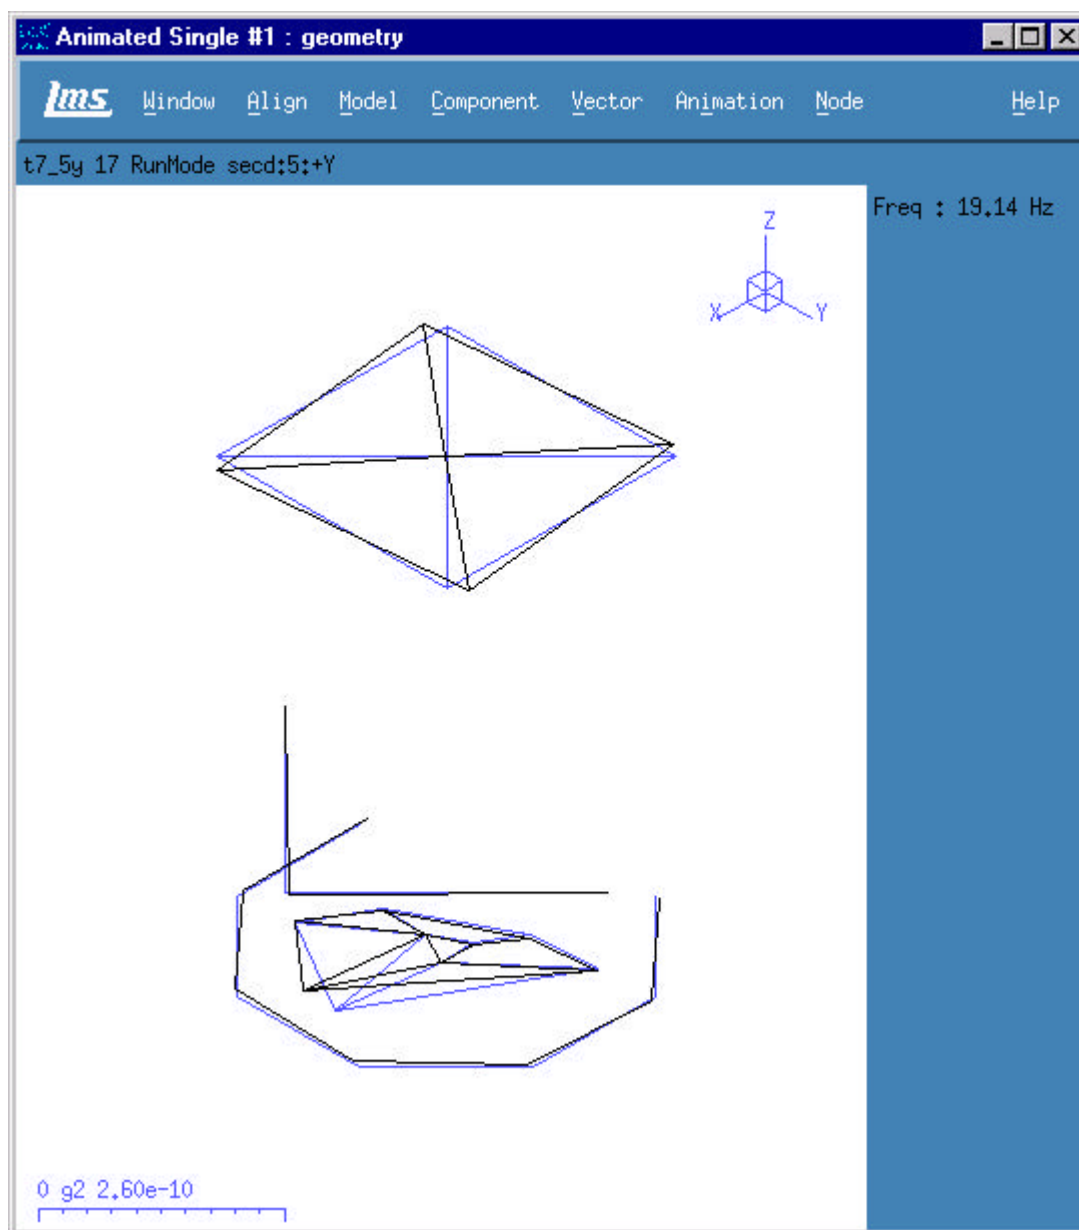 Animated Single #1 : geometry
lms Window Align Model Component Vector Animation Node Help
t7_5y 17 RunMode secd:5:+Y
Freq : 19.14 Hz
Z
X Y
0 g2 2.60e-10